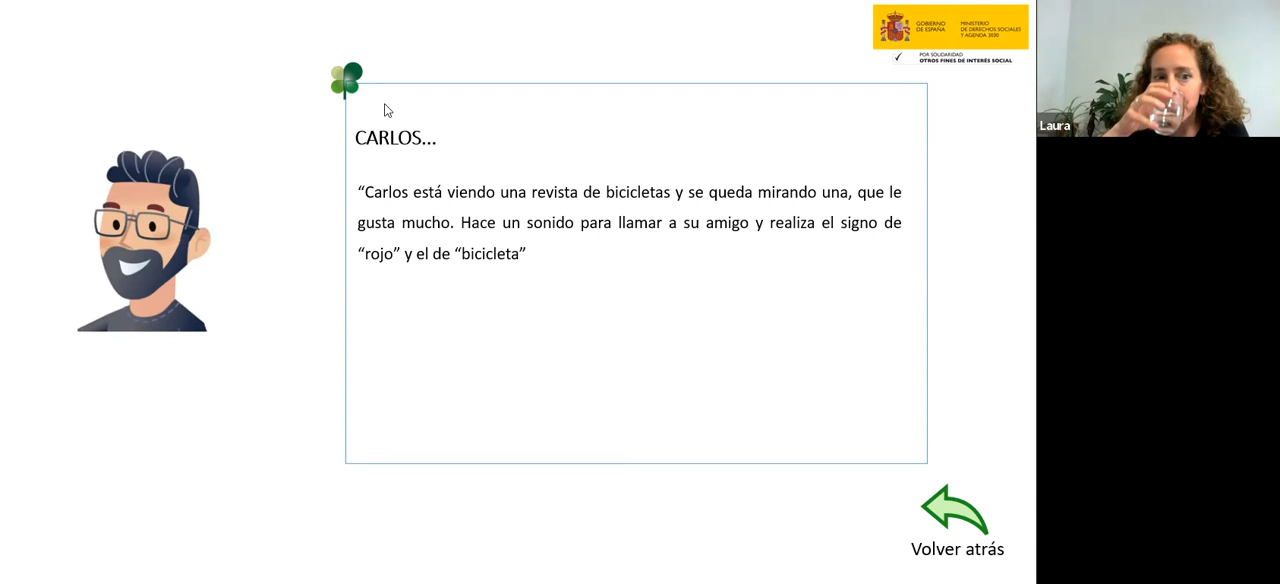 GOBIERNO
DE ESPAÑA
MINISTERIO
DE DERECHOS SOCIALES
Y AGENDA 2030
POR SOLIDARIDAD
OTROS FINES DE INTERÉS SOCIAL
Laura
CARLOS...
“Carlos está viendo una revista de bicicletas y se queda mirando una, que le
gusta mucho. Hace un sonido para llamar a su amigo y realiza el signo de
“rojo” y el de “bicicleta”
Volver atrás